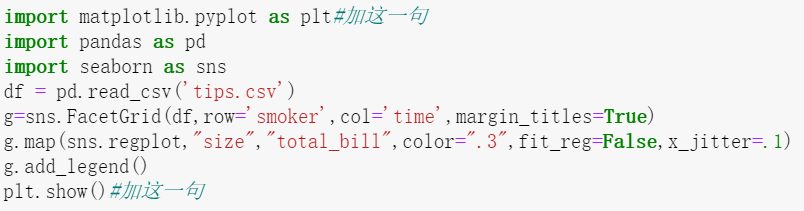 import matplotlib.pyplot as plt#加这一句
import pandas as pd
import seaborn as sns
df = pd.read_csv('tips.csv')
g=sns.FacetGrid(df,row='smoker',col='time',margin_titles=True)
g.map(sns.regplot,"size","total_bill",color=".3",fit_reg=False,x_jitter=.1)
g.add_legend()
plt.show()#加这一句